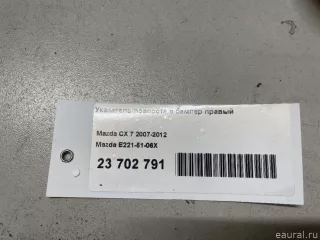 Указатель поворота в бампер правый
Mazda CX 7 2007-2012
Mazda E221-51-06X
23 702 791
eaural.ru